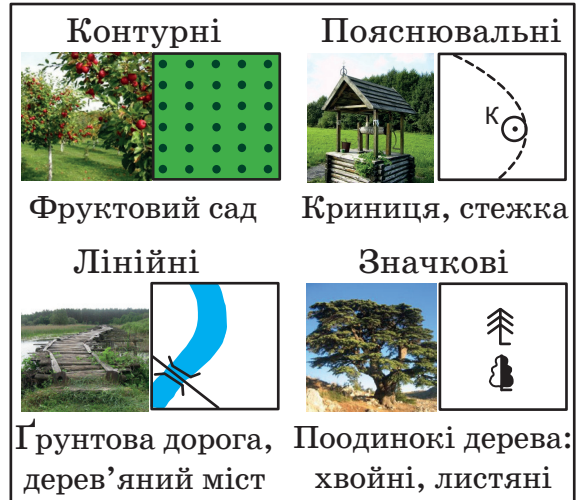 Контурні
Пояснювальні
К
Фруктовий сад
Криниця, стежка
Лінійні
Значкові
Ґрунтова дорога,
дерев’яний міст
Поодинокі дерева:
хвойні, листяні